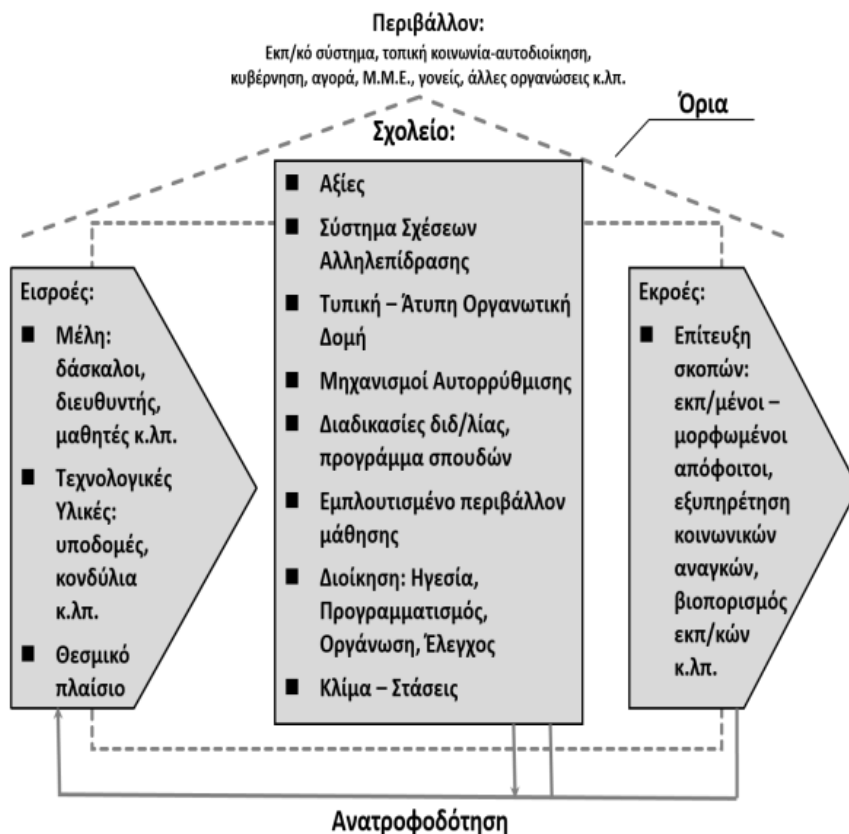 Περιβάλλον:
Εκπ/κό σύστημα, τοπική κοινωνία-αυτοδιοίκηση,
κυβέρνηση, αγορά, Μ.Μ.Ε., γονείς, άλλες οργανώσεις κ.λπ.
Όρια
Σχολείο:
Εισροές:
■ Μέλη:
δάσκαλοι,
διευθυντής,
μαθητές κ.λπ.
■ Τεχνολογικές
Υλικές:
υποδομές,
κονδύλια
κ.λπ.
■ Θεσμικό
πλαίσιο
■ Αξίες
■ Σύστημα Σχέσεων
Αλληλεπίδρασης
■ Τυπική – Άτυπη Οργανωτική
Δομή
■ Μηχανισμοί Αυτορρύθμισης
■ Διαδικασίες διδ/λίας,
πρόγραμμα σπουδών
■ Εμπλουτισμένο περιβάλλον
μάθησης
■ Διοίκηση: Ηγεσία,
Προγραμματισμός,
Οργάνωση, Έλεγχος
■ Κλίμα – Στάσεις
Εκροές:
■ Επίτευξη
σκοπών:
εκπ/μένοι –
μορφωμένοι
απόφοιτοι,
εξυπηρέτηση
κοινωνικών
αναγκών,
βιοπορισμός
εκπ/κών
κ.λπ.
Ανατροφοδότηση